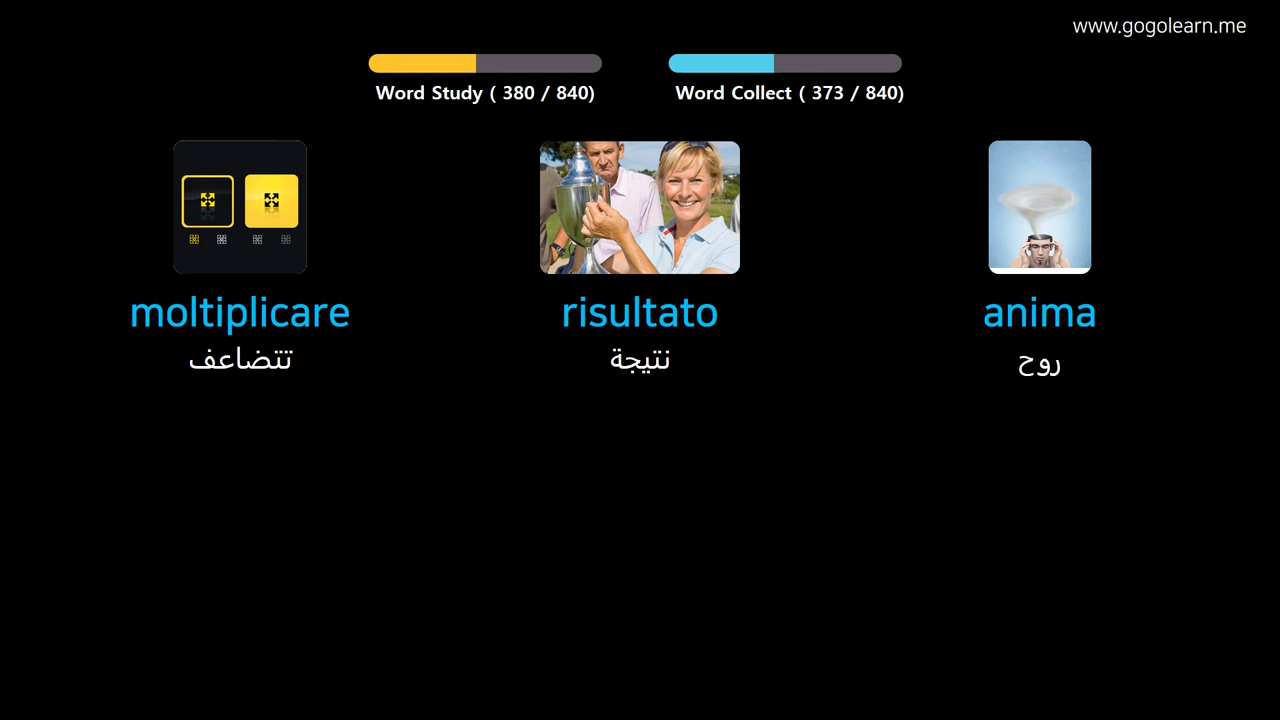 www.gogolearn.me
Word Study ( 380 / 840)
Word Collect ( 373 / 840)
moltiplicare
تتضاعف
risultato
نتيجة
anima
روح